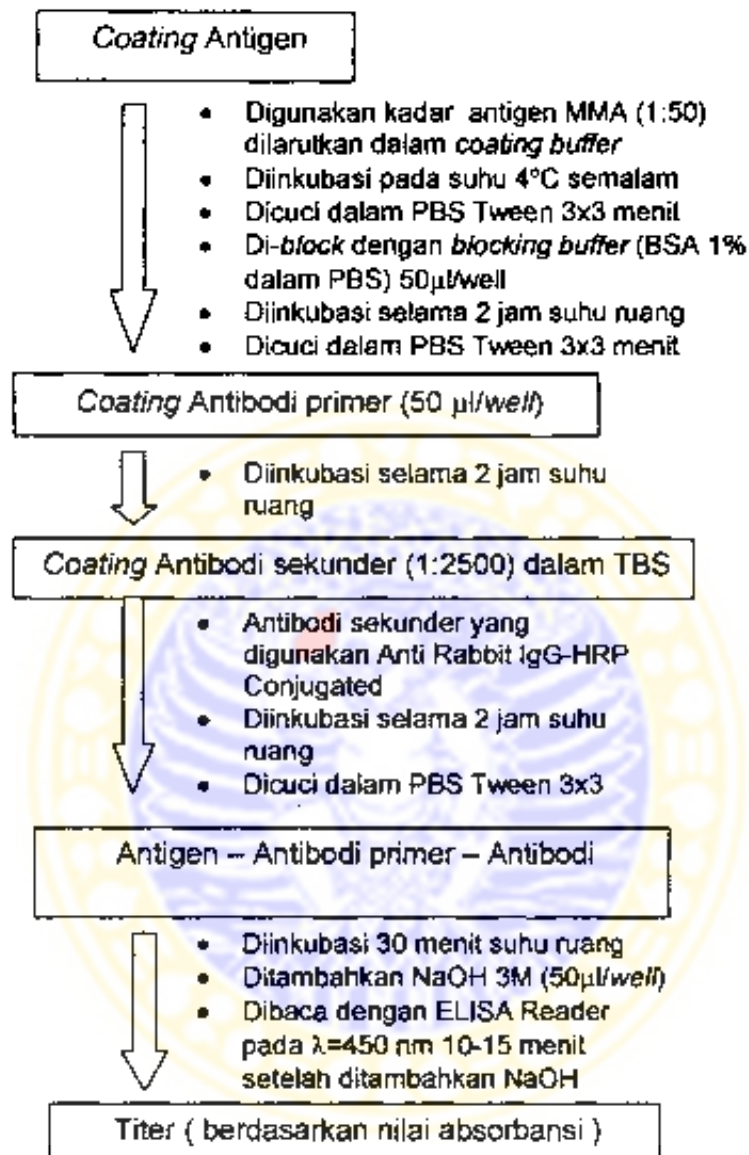 Coating Antigen
• Digunakan kadar antigen MMA (1:50)
dilarutkan dalam coating buffer
• Diinkubasi pada suhu 4°C semalam
• Dicuci dalam PBS Tween 3x3 menit
• Di-block dengan blocking buffer (BSA 1%
dalam PBS) 50µl/well
• Diinkubasi selama 2 jam suhu ruang
• Dicuci dalam PBS Tween 3x3 menit
Coating Antibodi primer (50 µl/well)
• Diinkubasi selama 2 jam suhu
ruang
Coating Antibodi sekunder (1:2500) dalam TBS
• Antibodi sekunder yang
digunakan Anti Rabbit IgG-HRP
Conjugated
• Diinkubasi selama 2 jam suhu
ruang
• Dicuci dalam PBS Tween 3x3
Antigen – Antibodi primer – Antibodi
• Diinkubasi 30 menit suhu ruang
• Ditambahkan NaOH 3M (50µl/well)
• Dibaca dengan ELISA Reader
pada λ=450 nm 10-15 menit
setelah ditambahkan NaOH
Titer ( berdasarkan nilai absorbansi )